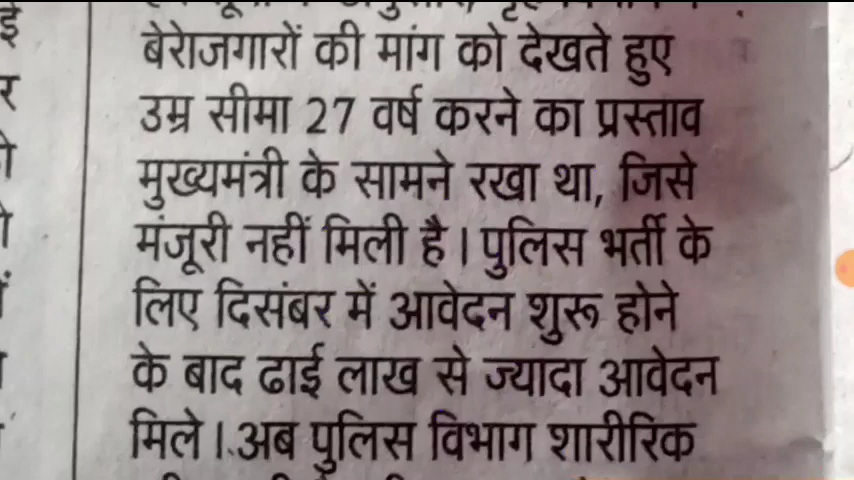 बेरोजगारों की मांग को देखते हुए
उम्र सीमा 27 वर्ष करने का प्रस्ताव
मुख्यमंत्री के सामने रखा था, जिसे
मंजूरी नहीं मिली है। पुलिस भर्ती के
लिए दिसंबर में आवेदन शुरू होने
के बाद ढाई लाख से ज्यादा आवेदन
मिले। अब पुलिस विभाग शारीरिक